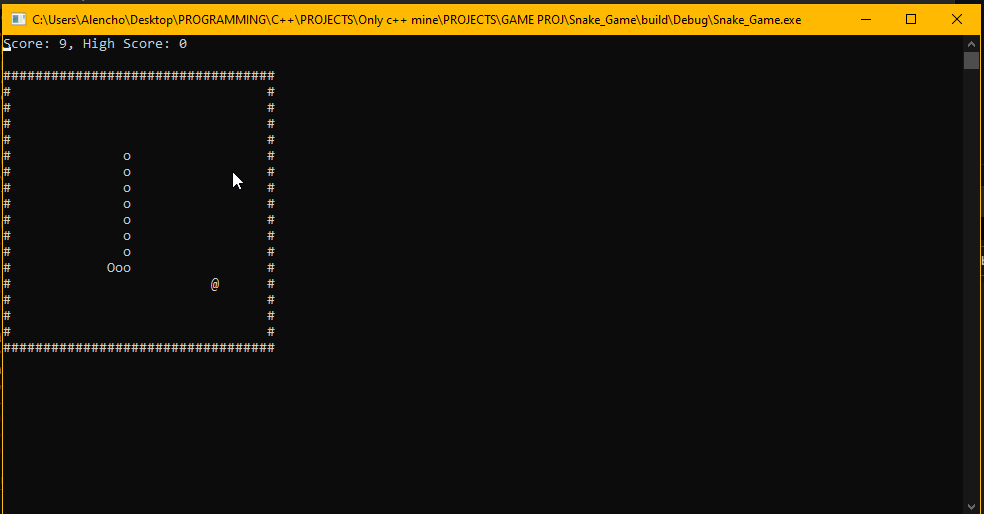 C:\Users\Alencho\Desktop\PROGRAMMING\C++\PROJECTS\Only c++ mine\PROJECTS\GAME PROJ\Snake_Game\build\Debug\Snake_Game.exe
Score: 9, High Score: 0
##################################
#                                #
#                                #
#                                #
#                                #
#              o                 #
#              o                 #
#              o                 #
#              o                 #
#              o                 #
#              o                 #
#              o                 #
#            Ooo                 #
#                         @      #
#                                #
#                                #
#                                #
##################################